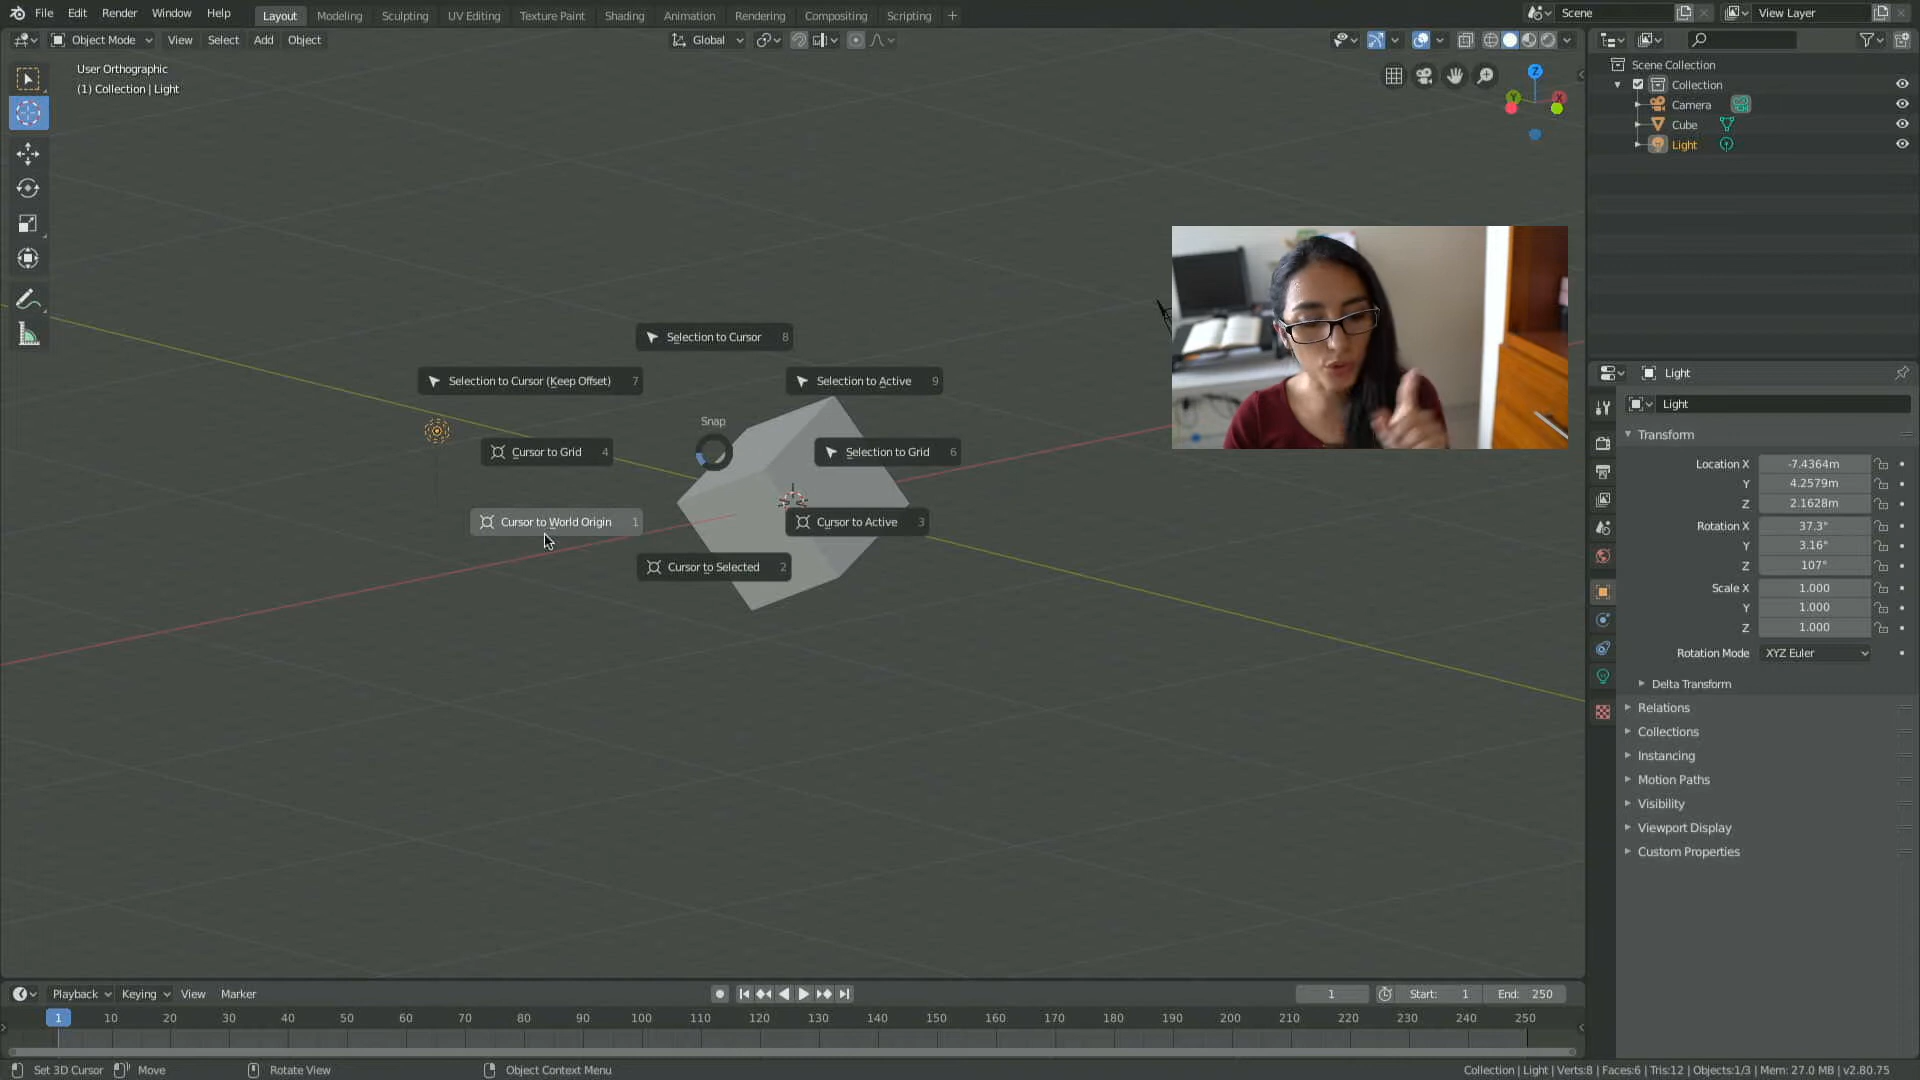 File Edit Render Window Help
Layout Modeling Sculpting UV Editing Texture Paint Shading Animation Rendering Compositing Scripting +
Scene
View Layer
Object Mode View Select Add Object
Global
User Orthographic
(1) Collection | Light
Z
Y
X
Scene Collection
Collection
Camera
Cube
Light
Selection to Cursor 8
Selection to Cursor (Keep Offset) 7
Selection to Active 9
Snap
Cursor to Grid 4
Selection to Grid 6
Cursor to World Origin 1
Cursor to Active 3
Cursor to Selected 2
Light
Light
Transform
Location X -7.4364m
Y 4.2579m
Z 2.1628m
Rotation X 37.3°
Y 3.16°
Z 107°
Scale X 1.000
Y 1.000
Z 1.000
Rotation Mode XYZ Euler
Delta Transform
Relations
Collections
Instancing
Motion Paths
Visibility
Viewport Display
Custom Properties
Playback Keying View Marker
1
Start: 1
End: 250
1 10 20 30 40 50 60 70 80 90 100 110 120 130 140 150 160 170 180 190 200 210 220 230 240 250
Set 3D Cursor
Move
Rotate View
Object Context Menu
Collection | Light | Verts:8 | Faces:6 | Tris:12 | Objects:1/3 | Mem: 27.0 MB | v2.80.75